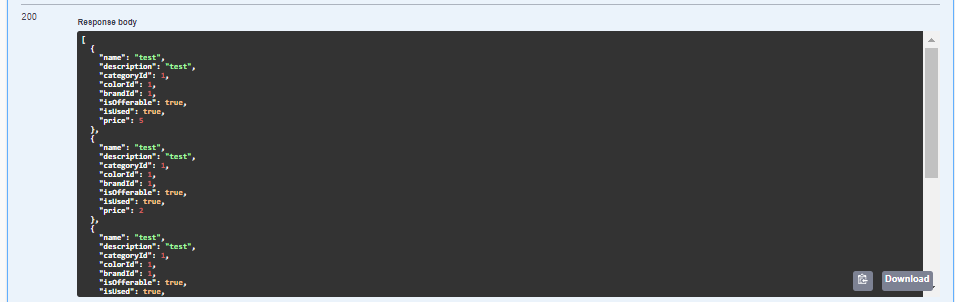 200
Response body
[
  {
    "name": "test",
    "description": "test",
    "categoryId": 1,
    "colorId": 1,
    "brandId": 1,
    "isOfferable": true,
    "isUsed": true,
    "price": 5
  },
  {
    "name": "test",
    "description": "test",
    "categoryId": 1,
    "colorId": 1,
    "brandId": 1,
    "isOfferable": true,
    "isUsed": true,
    "price": 2
  },
  {
    "name": "test",
    "description": "test",
    "categoryId": 1,
    "colorId": 1,
    "brandId": 1,
    "isOfferable": true,
    "isUsed": true,
Download